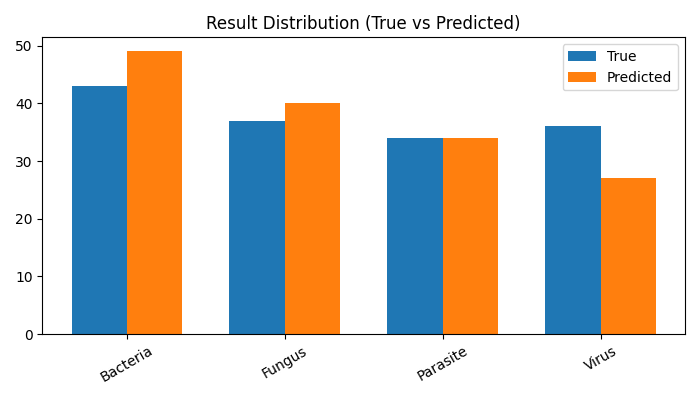 Result Distribution (True vs Predicted)
True
Predicted
50
40
30
20
10
0
Bacteria
Fungus
Parasite
Virus